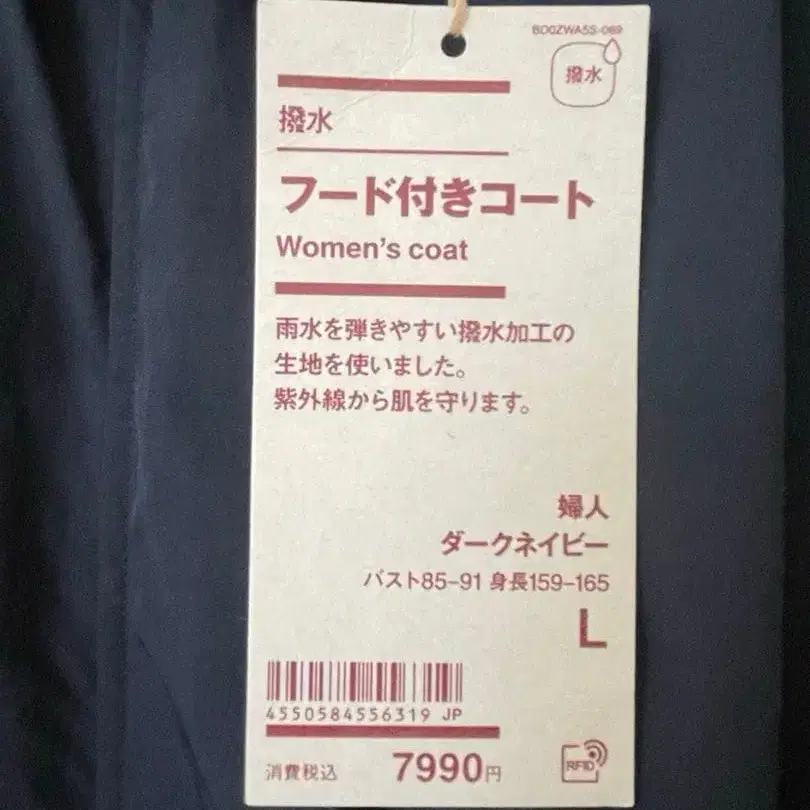 BD0ZWA5S-089
撥水
撥水
フード付きコート
Women's coat
雨水を弾きやすい撥水加工の
生地を使いました。
紫外線から肌を守ります。
婦人
ダークネイビー
バスト85-91 身長159-165
L
4550584556319 JP
消費税込 7990円
RFID